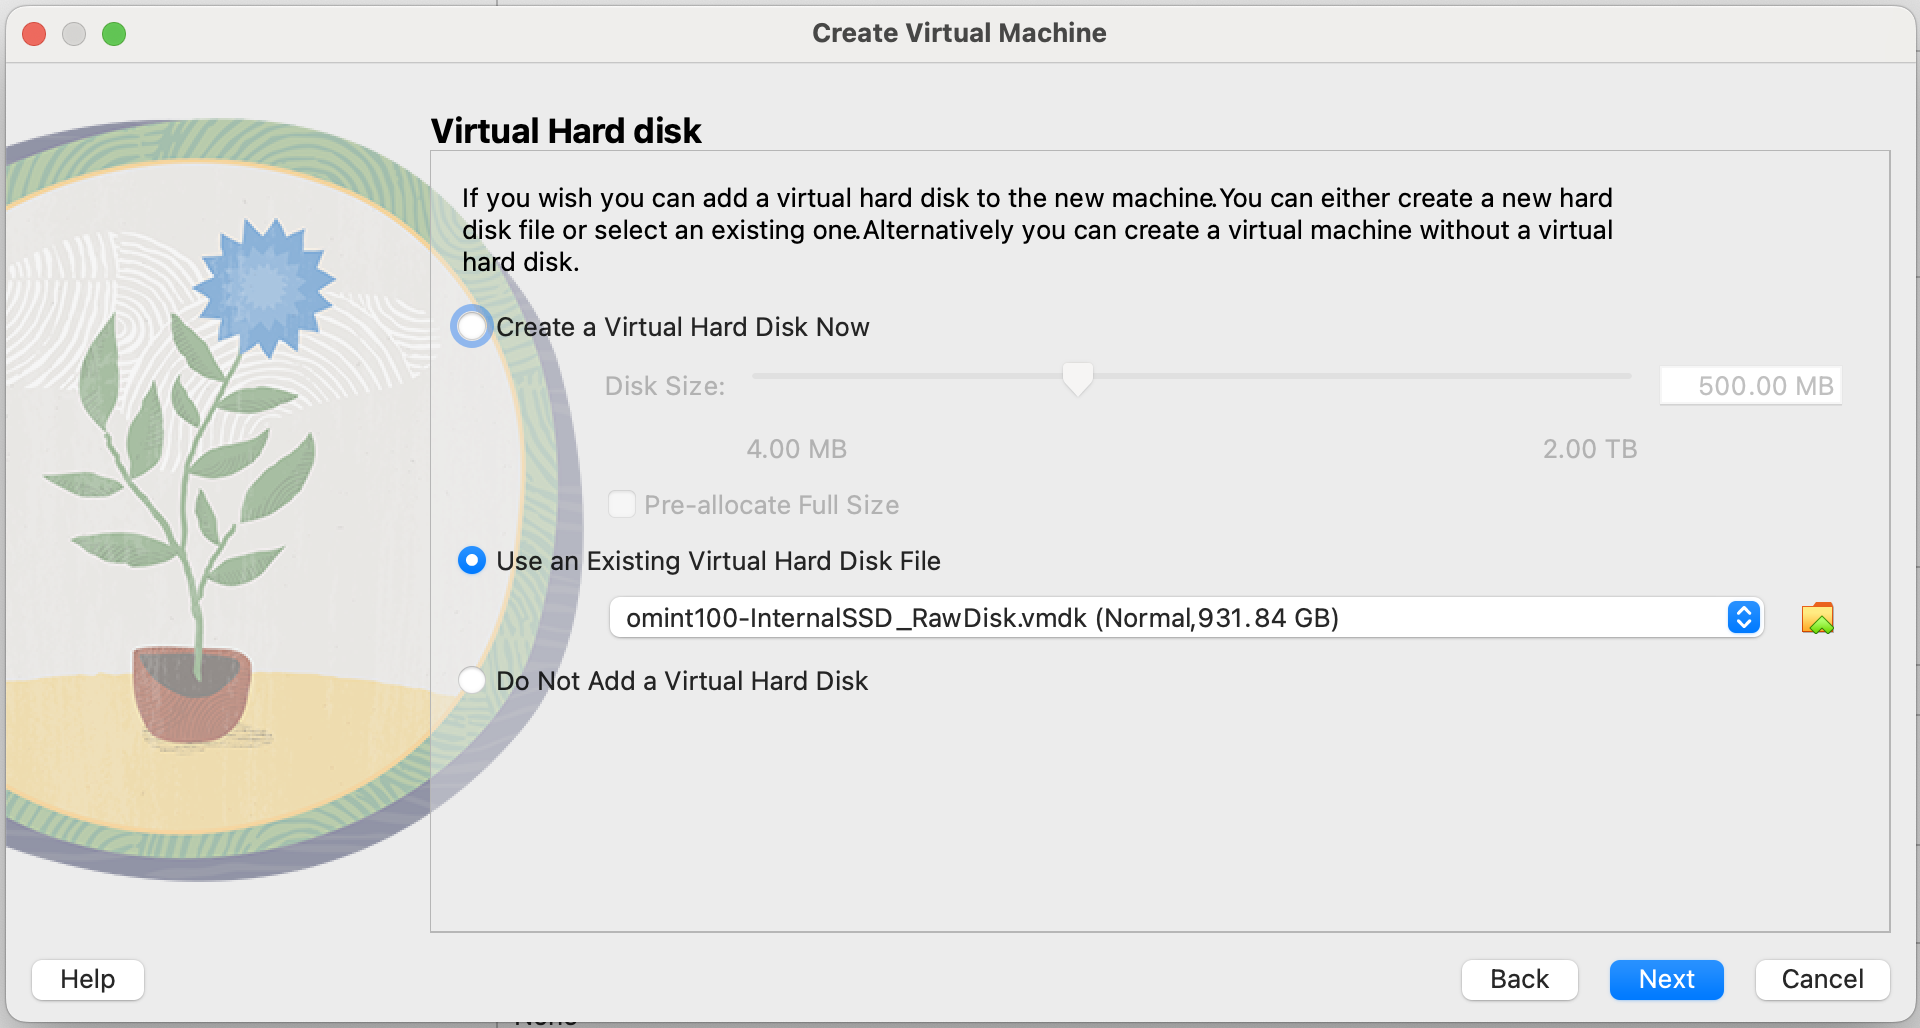 Create Virtual Machine
Virtual Hard disk
If you wish you can add a virtual hard disk to the new machine. You can either create a new hard
disk file or select an existing one. Alternatively you can create a virtual machine without a virtual
hard disk.
Create a Virtual Hard Disk Now
Disk Size:
500.00 MB
4.00 MB
2.00 TB
Pre-allocate Full Size
Use an Existing Virtual Hard Disk File
omint100-InternalSSD_RawDisk.vmdk (Normal, 931.84 GB)
Do Not Add a Virtual Hard Disk
Help
Back
Next
Cancel